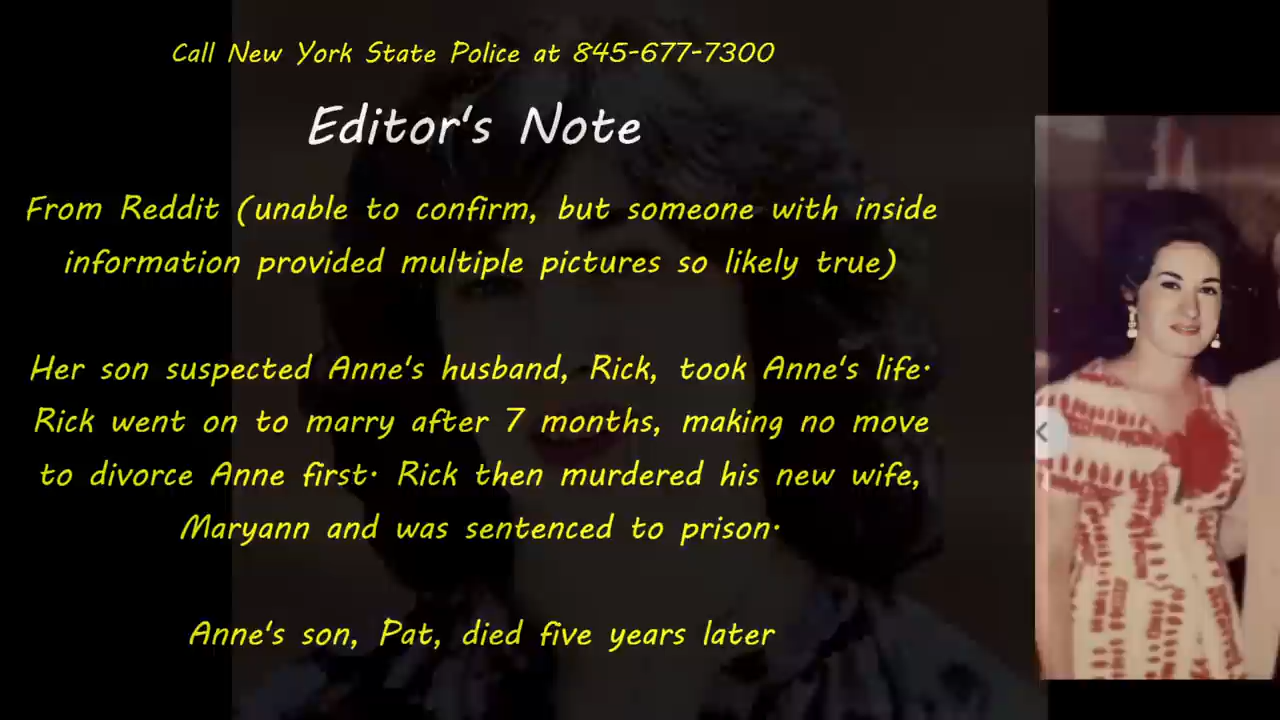 Call New York State Police at 845-677-7300
Editor's Note
From Reddit (unable to confirm, but someone with inside
information provided multiple pictures so likely true)
Her son suspected Anne's husband, Rick, took Anne's life.
Rick went on to marry after 7 months, making no move
to divorce Anne first. Rick then murdered his new wife,
Maryann and was sentenced to prison.
Anne's son, Pat, died five years later